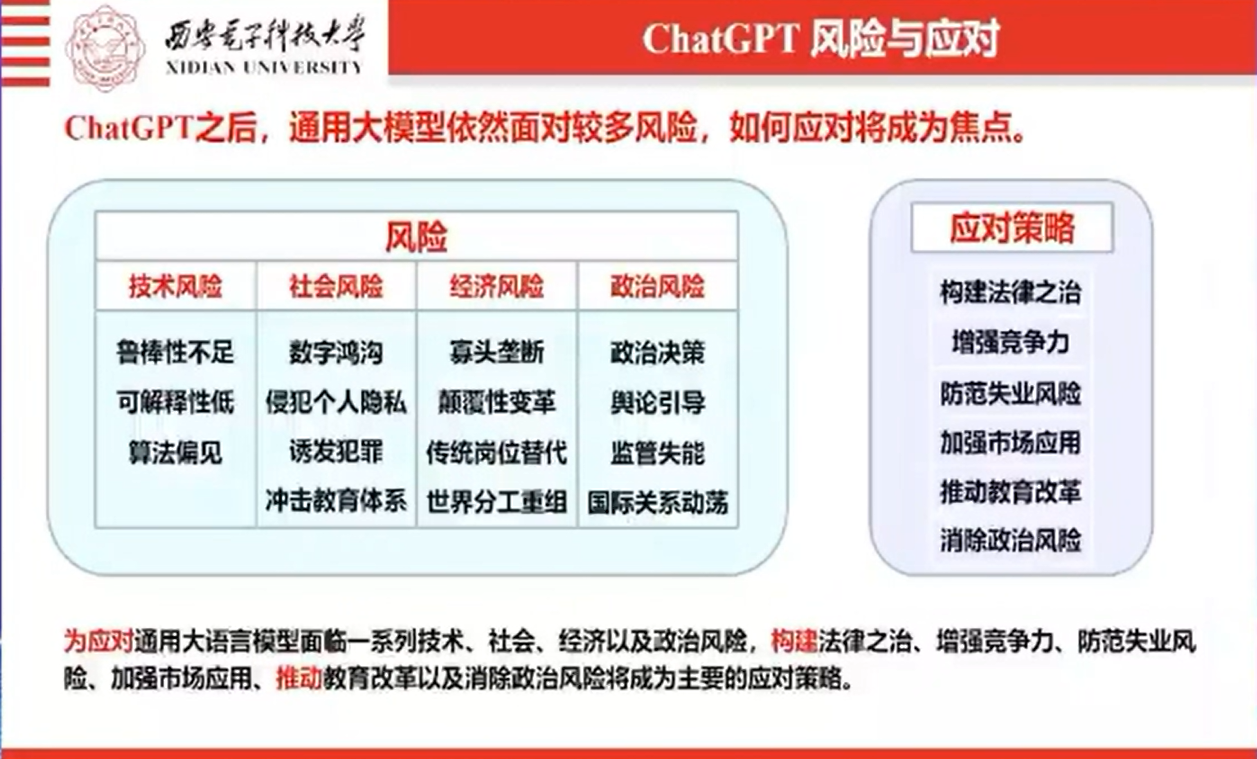 西安电子科技大学
XIDIAN UNIVERSITY
ChatGPT 风险与应对
ChatGPT之后，通用大模型依然面对较多风险，如何应对将成为焦点。
风险
技术风险 社会风险 经济风险 政治风险
鲁棒性不足 数字鸿沟 寡头垄断 政治决策
可解释性低 侵犯个人隐私 颠覆性变革 舆论引导
算法偏见 诱发犯罪 传统岗位替代 监管失能
冲击教育体系 世界分工重组 国际关系动荡
应对策略
构建法律之治
增强竞争力
防范失业风险
加强市场应用
推动教育改革
消除政治风险
为应对通用大语言模型面临一系列技术、社会、经济以及政治风险，构建法律之治、增强竞争力、防范失业风
险、加强市场应用、推动教育改革以及消除政治风险将成为主要的应对策略。